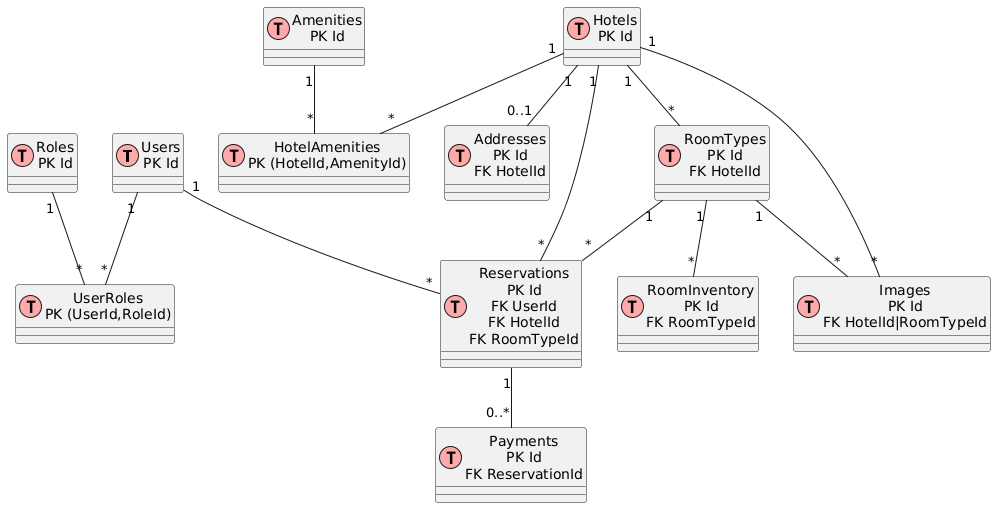 T Amenities
PK Id
T Hotels
PK Id
1
1
1
1
1
1
*
*
0..1
*
T Roles
PK Id
T Users
PK Id
T HotelAmenities
PK (HotelId,AmenityId)
T Addresses
PK Id
FK HotelId
T RoomTypes
PK Id
FK HotelId
1
1
1
1
1
1
*
*
*
*
*
*
*
*
T UserRoles
PK (UserId,RoleId)
T Reservations
PK Id
FK UserId
FK HotelId
FK RoomTypeId
T RoomInventory
PK Id
FK RoomTypeId
T Images
PK Id
FK HotelId|RoomTypeId
1
0..*
T Payments
PK Id
FK ReservationId